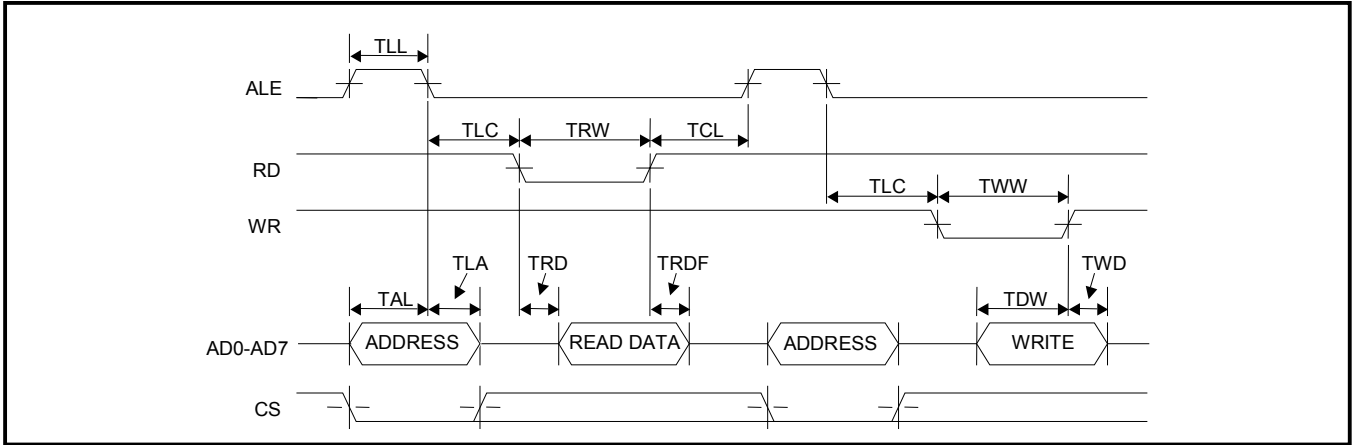 TLL
ALE
TLC TRW TCL
RD
TLC TWW
WR
TLA TRD TRDF TWD
TAL TDW
AD0-AD7 ADDRESS READ DATA ADDRESS WRITE
CS